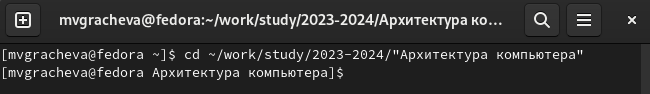 mvgracheva@fedora:~/work/study/2023-2024/Архитектура ко...
[mvgracheva@fedora ~]$ cd ~/work/study/2023-2024/"Архитектура компьютера"
[mvgracheva@fedora Архитектура компьютера]$